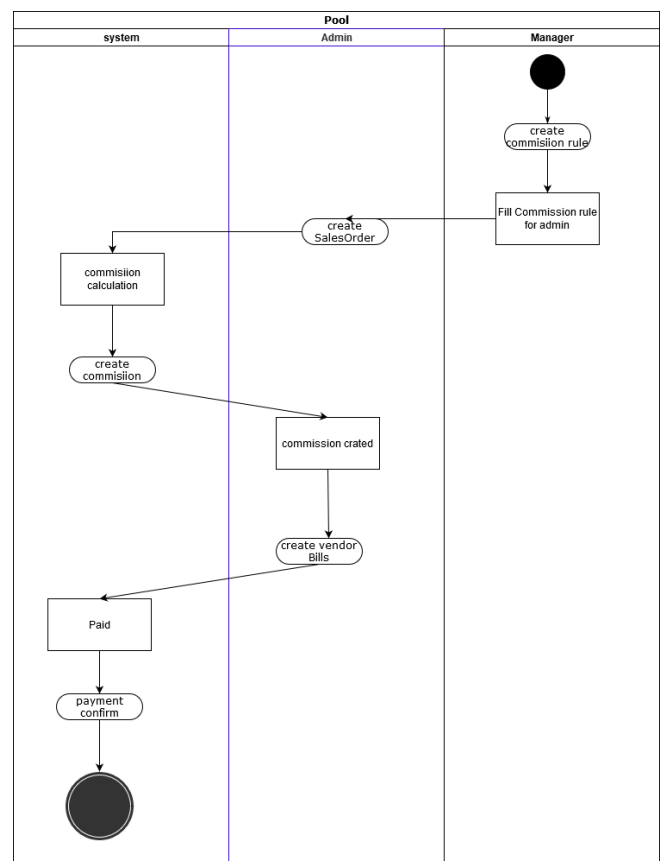 Pool
system
Admin
Manager
create
commisiion rule
Fill Commission rule
for admin
create
SalesOrder
commisiion
calculation
create
commisiion
commission crated
create vendor
Bills
Paid
payment
confirm